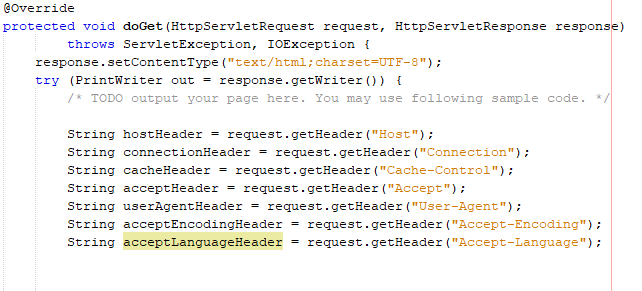 @Override
protected void doGet(HttpServletRequest request, HttpServletResponse response)
        throws ServletException, IOException {
    response.setContentType("text/html;charset=UTF-8");
    try (PrintWriter out = response.getWriter()) {
        /* TODO output your page here. You may use following sample code. */
        String hostHeader = request.getHeader("Host");
        String connectionHeader = request.getHeader("Connection");
        String cacheHeader = request.getHeader("Cache-Control");
        String acceptHeader = request.getHeader("Accept");
        String userAgentHeader = request.getHeader("User-Agent");
        String acceptEncodingHeader = request.getHeader("Accept-Encoding");
        String acceptLanguageHeader = request.getHeader("Accept-Language");